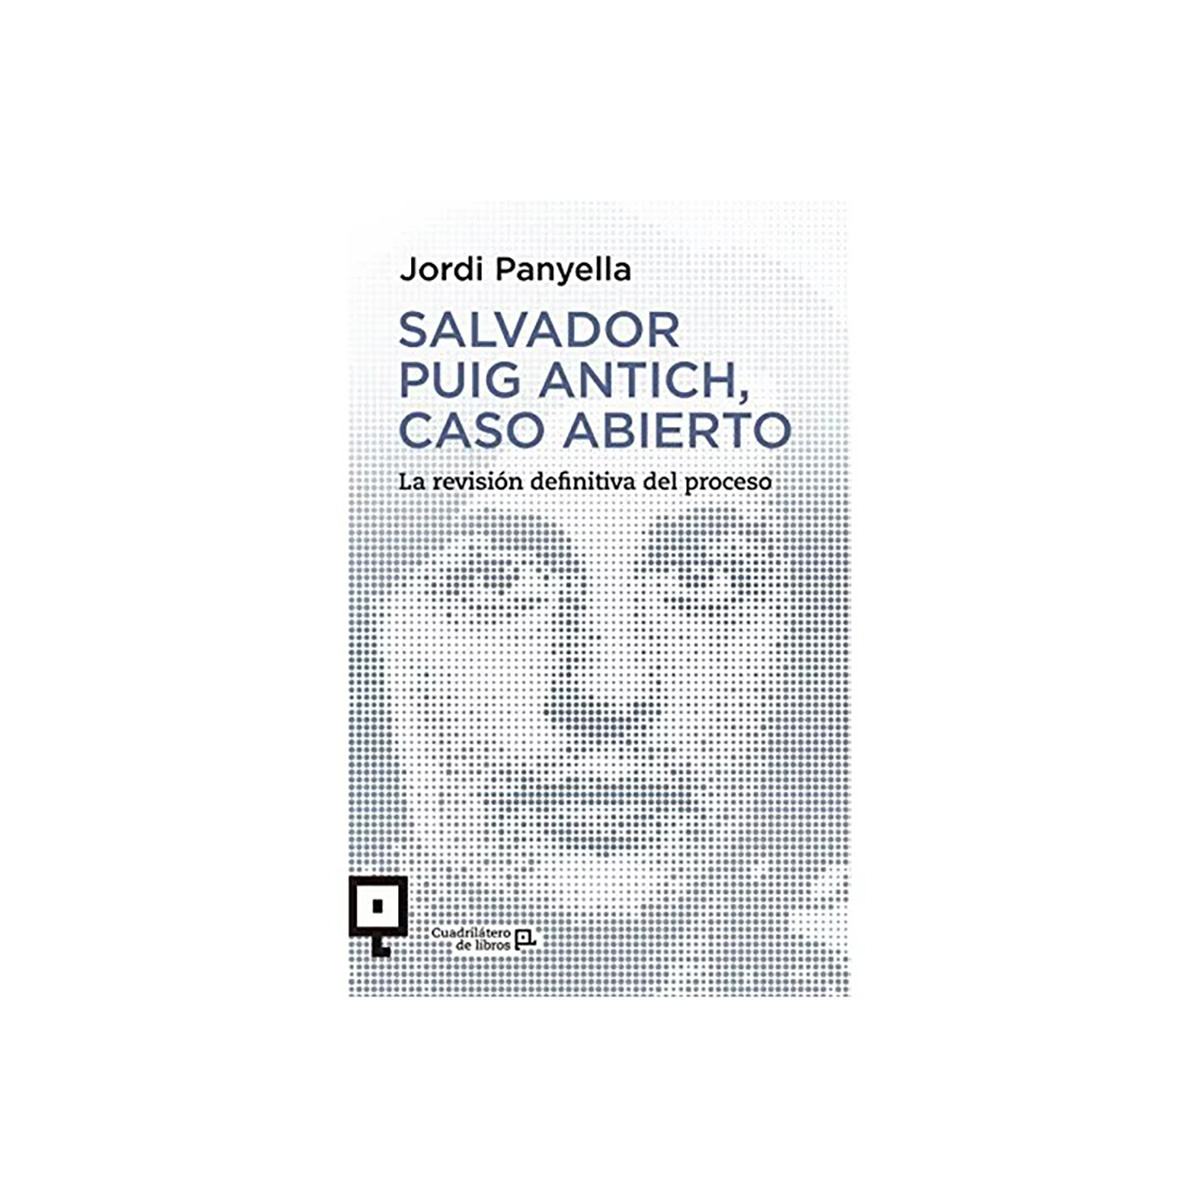 Jordi Panyella
SALVADOR
PUIG ANTICH,
CASO ABIERTO
La revisión definitiva del proceso
Cuadrilátero
de libros